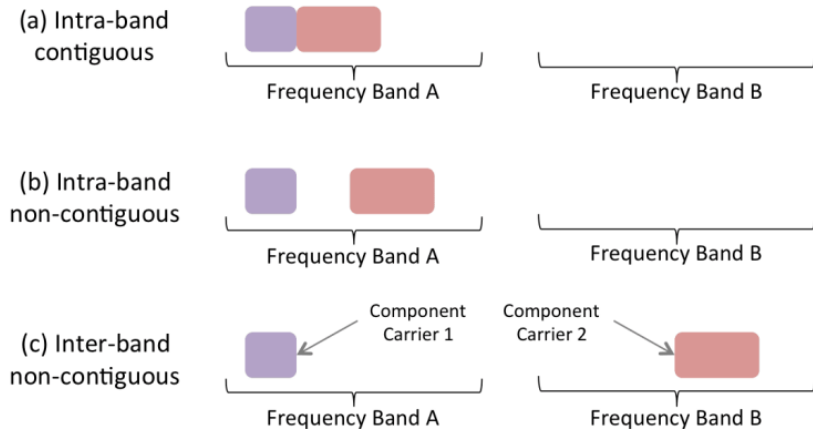 (a) Intra-band
contiguous
Frequency Band A
Frequency Band B
(b) Intra-band
non-contiguous
Frequency Band A
Frequency Band B
Component
Carrier 1
Component
Carrier 2
(c) Inter-band
non-contiguous
Frequency Band A
Frequency Band B